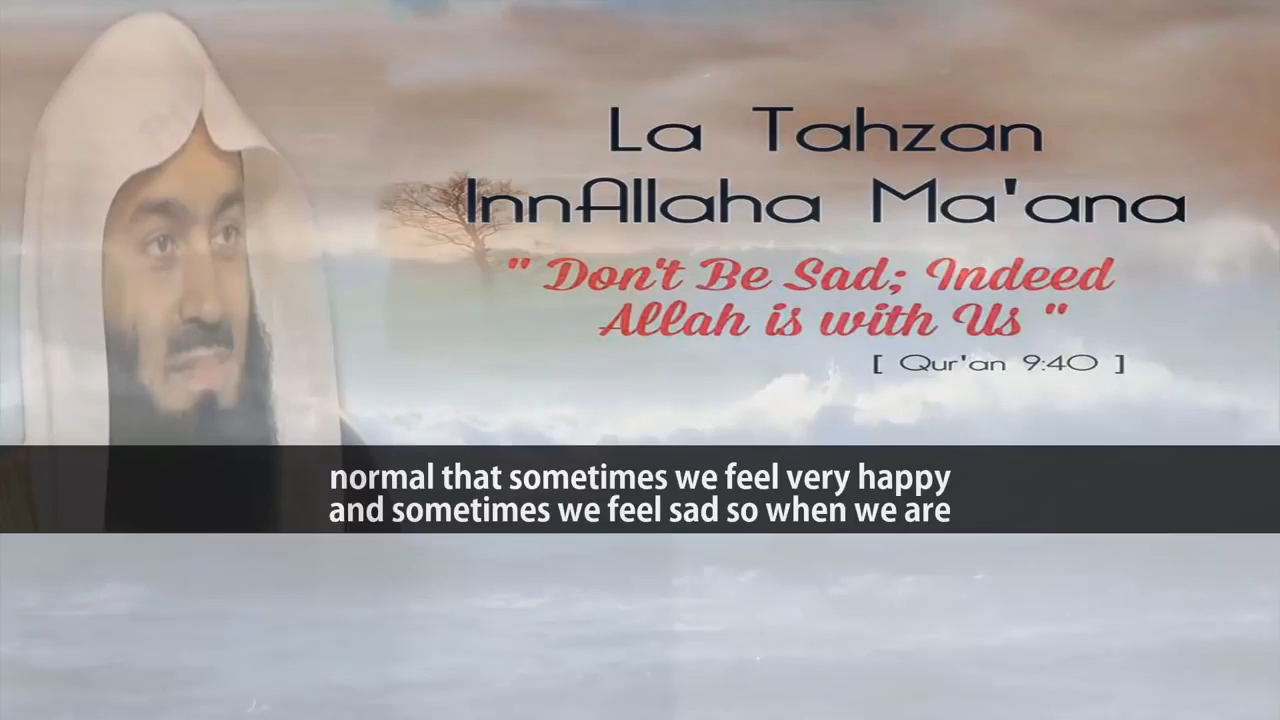 La Tahzan
InnAllaha Ma'ana
" Don't Be Sad; Indeed
Allah is with Us "
[ Qur'an 9:40 ]
normal that sometimes we feel very happy
and sometimes we feel sad so when we are